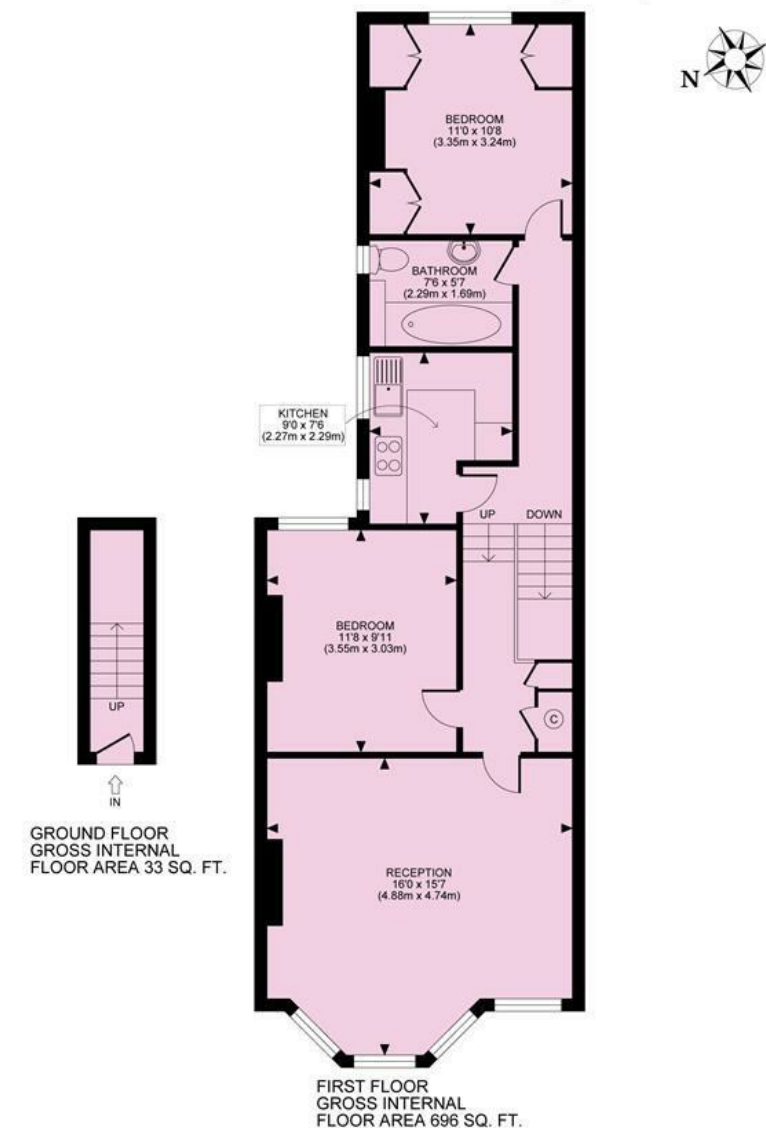 N
BEDROOM
11'0 x 10'8
(3.35m x 3.24m)
BATHROOM
7'6 x 5'7
(2.29m x 1.69m)
KITCHEN
9'0 x 7'6
(2.27m x 2.29m)
UP DOWN
BEDROOM
11'8 x 9'11
(3.55m x 3.03m)
UP
C
IN
GROUND FLOOR
GROSS INTERNAL
FLOOR AREA 33 SQ. FT.
RECEPTION
16'0 x 15'7
(4.88m x 4.74m)
FIRST FLOOR
GROSS INTERNAL
FLOOR AREA 696 SQ. FT.